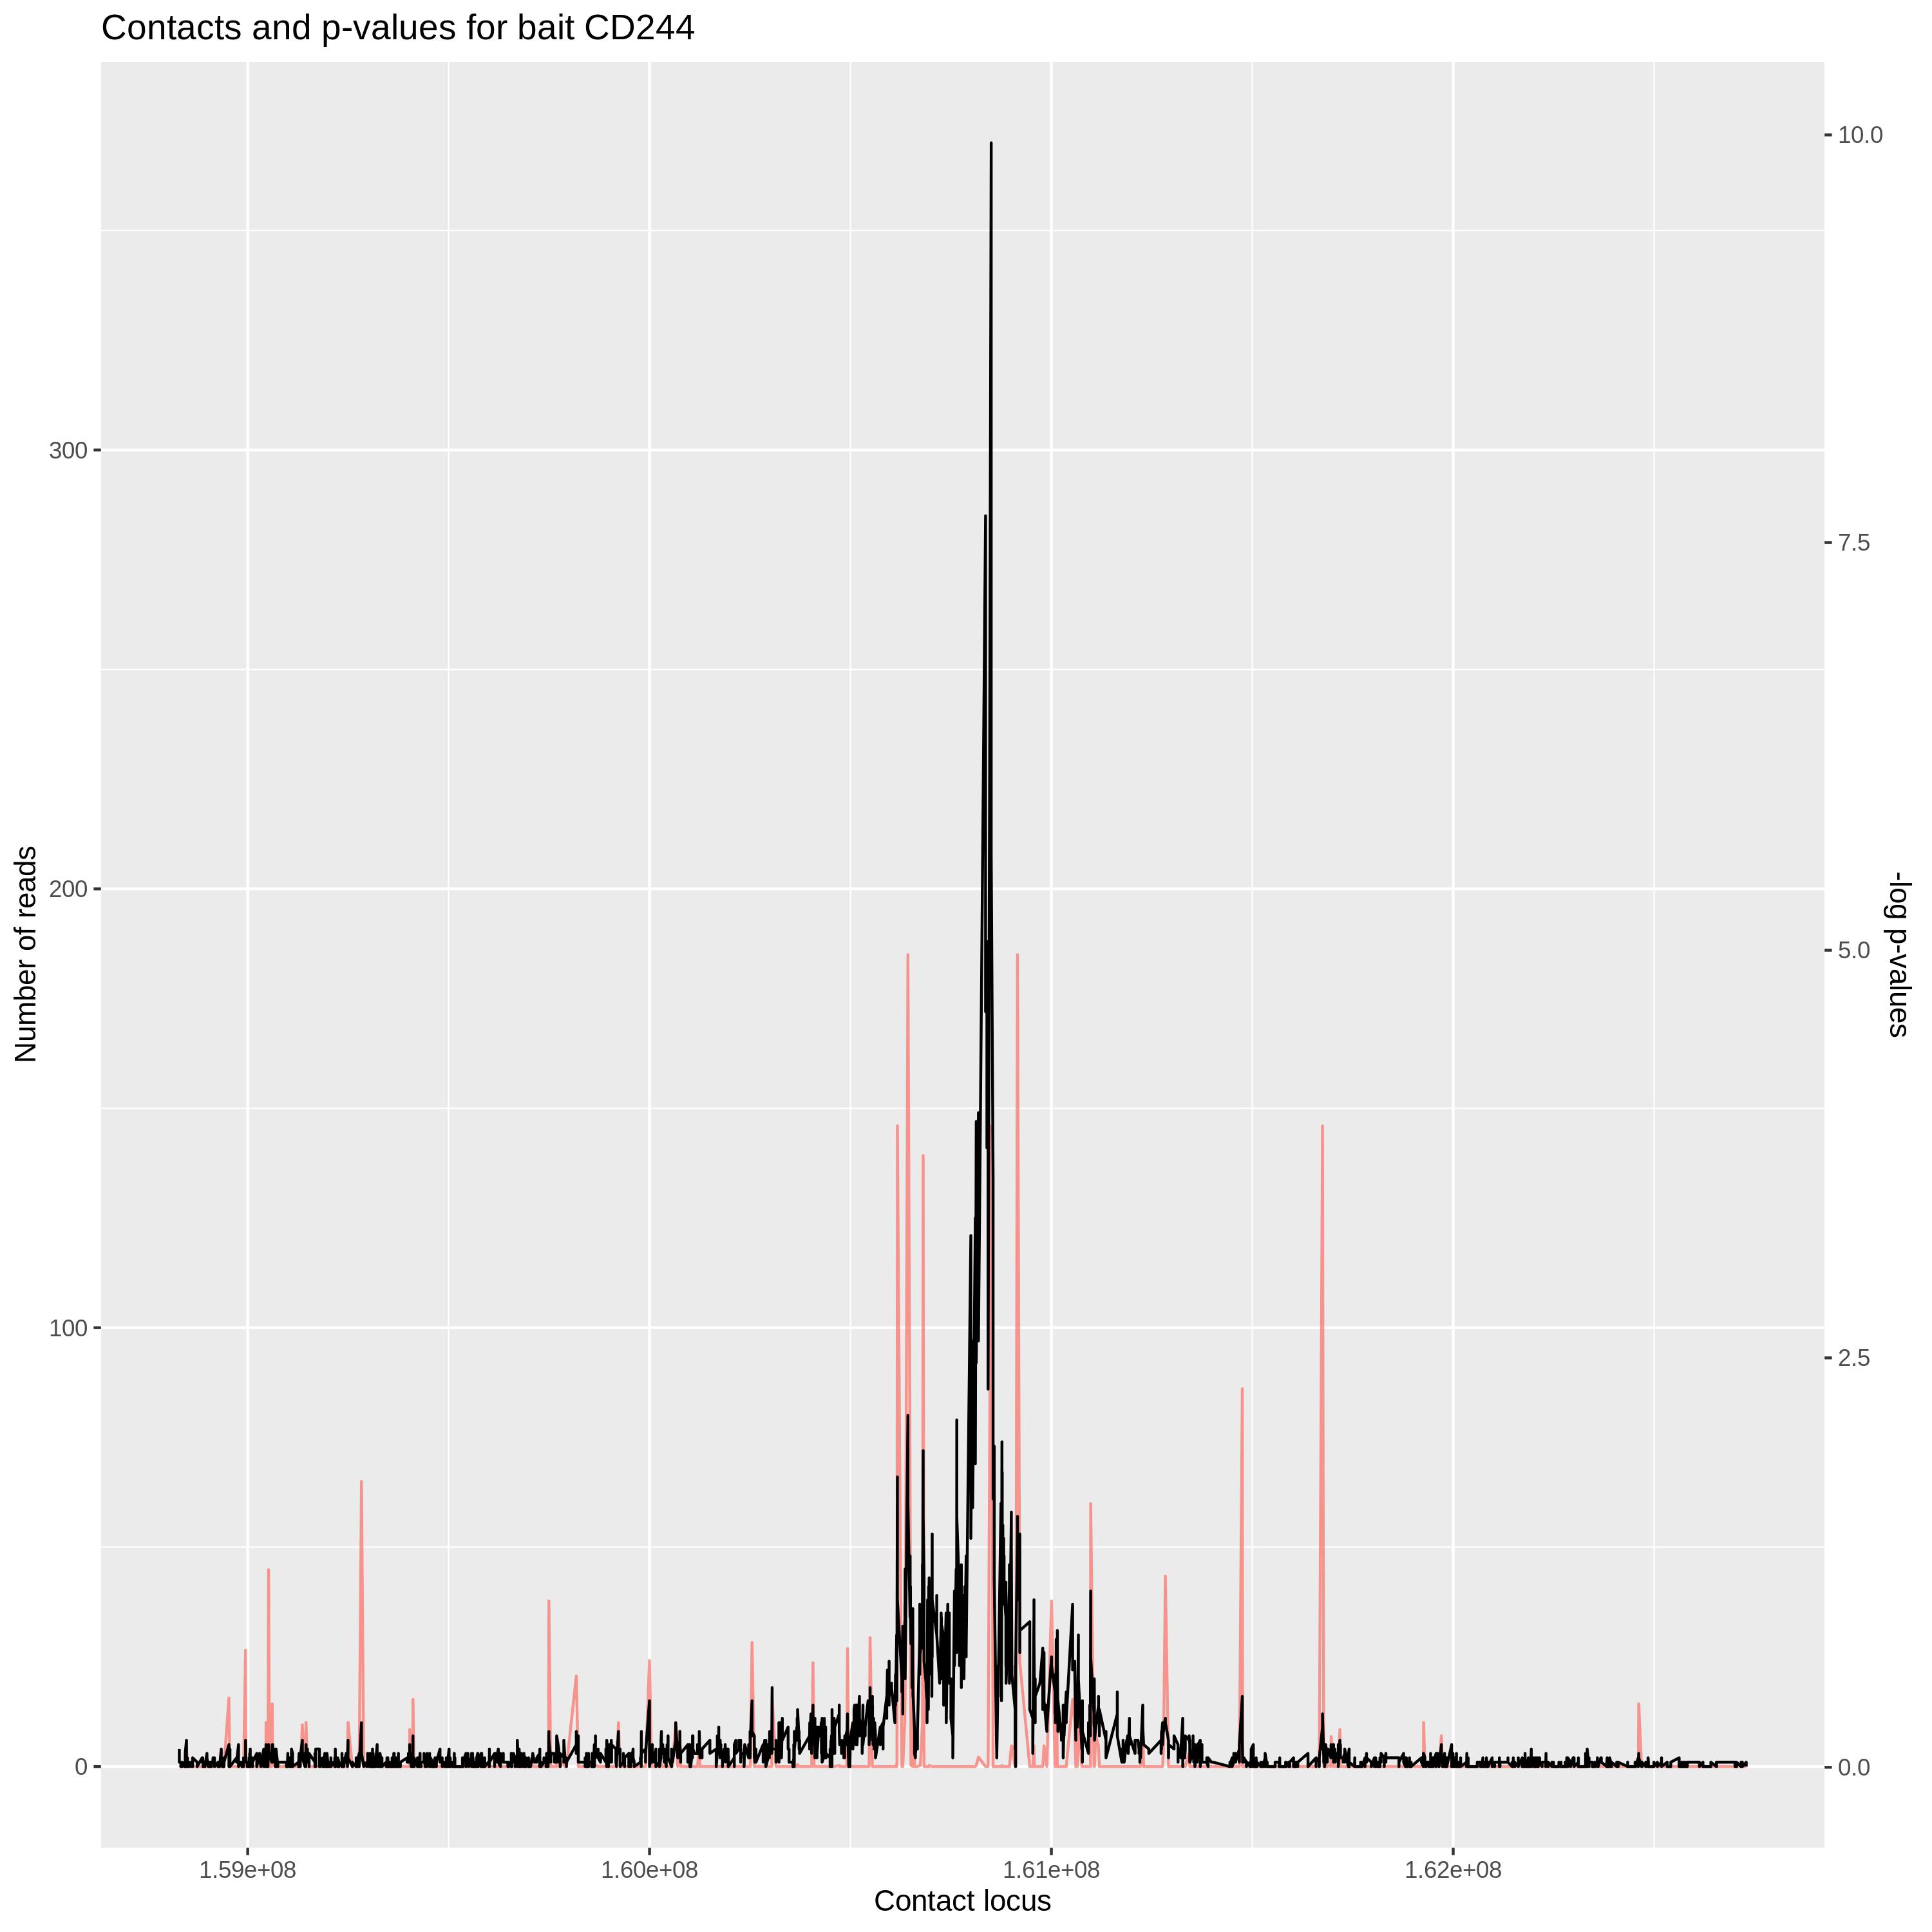 Contacts and p-values for bait CD244
10.0
300
7.5
200
5.0
100
2.5
0
0.0
Number of reads
-log p-values
1.59e+08
1.60e+08
1.61e+08
1.62e+08
Contact locus